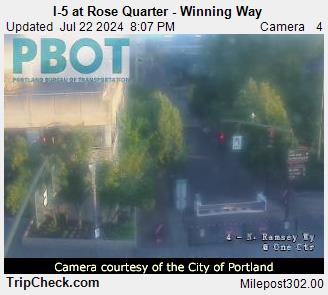 I-5 at Rose Quarter - Winning Way
Updated Jul 22 2024 8:07 PM Camera 4
PBOT
PORTLAND BUREAU OF TRANSPORTATION
4 - N. Ramsey Wy
@ One Ctr
Camera courtesy of the City of Portland
TripCheck.com Milepost302.00